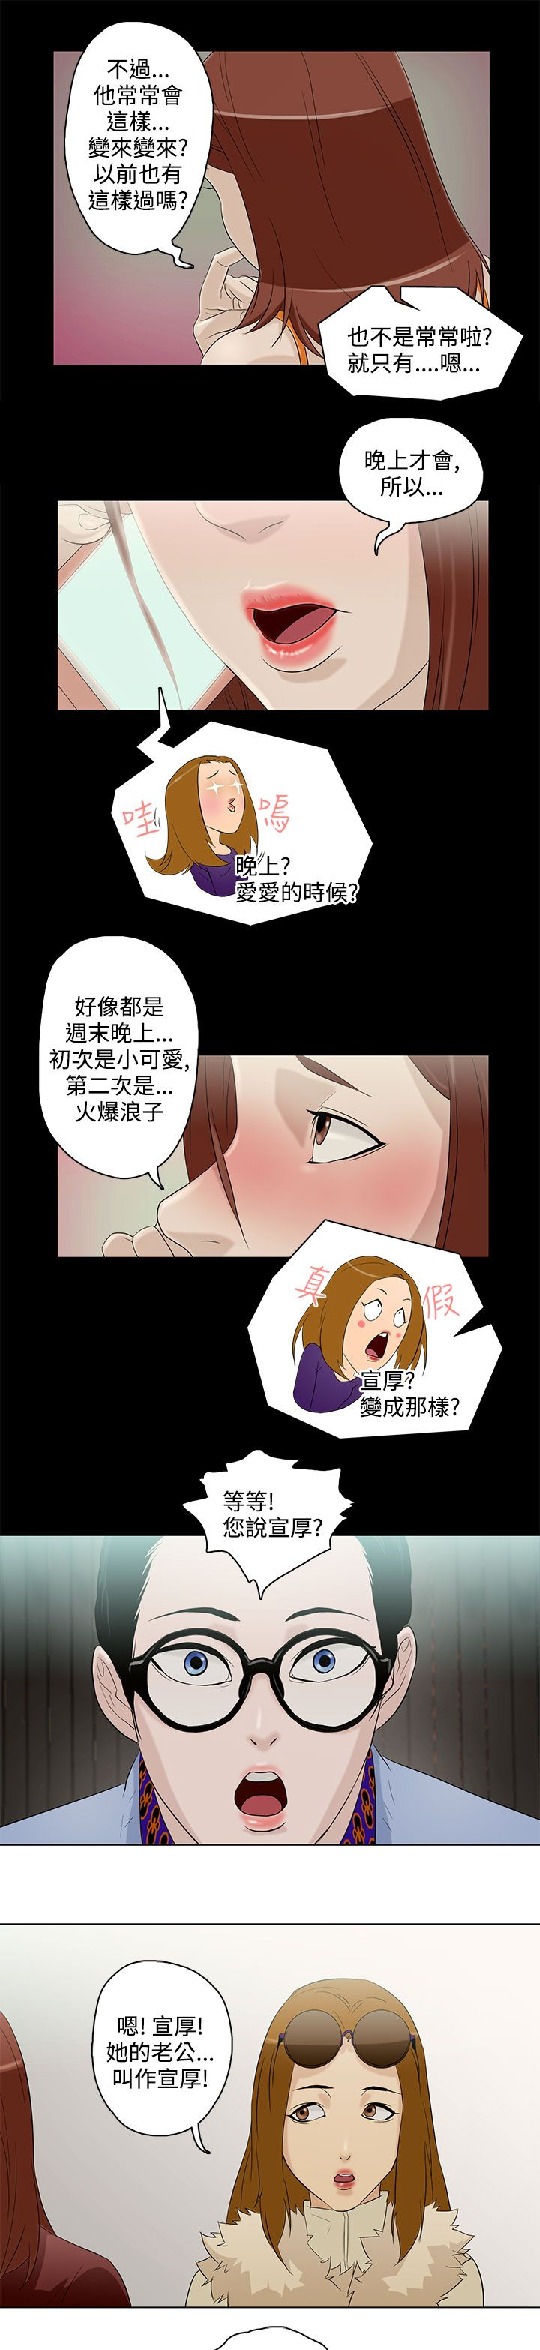 不過...
他常常會
這樣...
變來變來?
以前也有
這樣過嗎?
也不是常常啦?
就只有....嗯...
晚上才會,
所以...
哇
嗚
晚上?
愛愛的時候?
好像都是
週末晚上...
初次是小可愛,
第二次是...
火爆浪子
真
假
宣厚?
變成那樣?
等等!
您說宣厚?
嗯! 宣厚!
她的老公...
叫作宣厚!